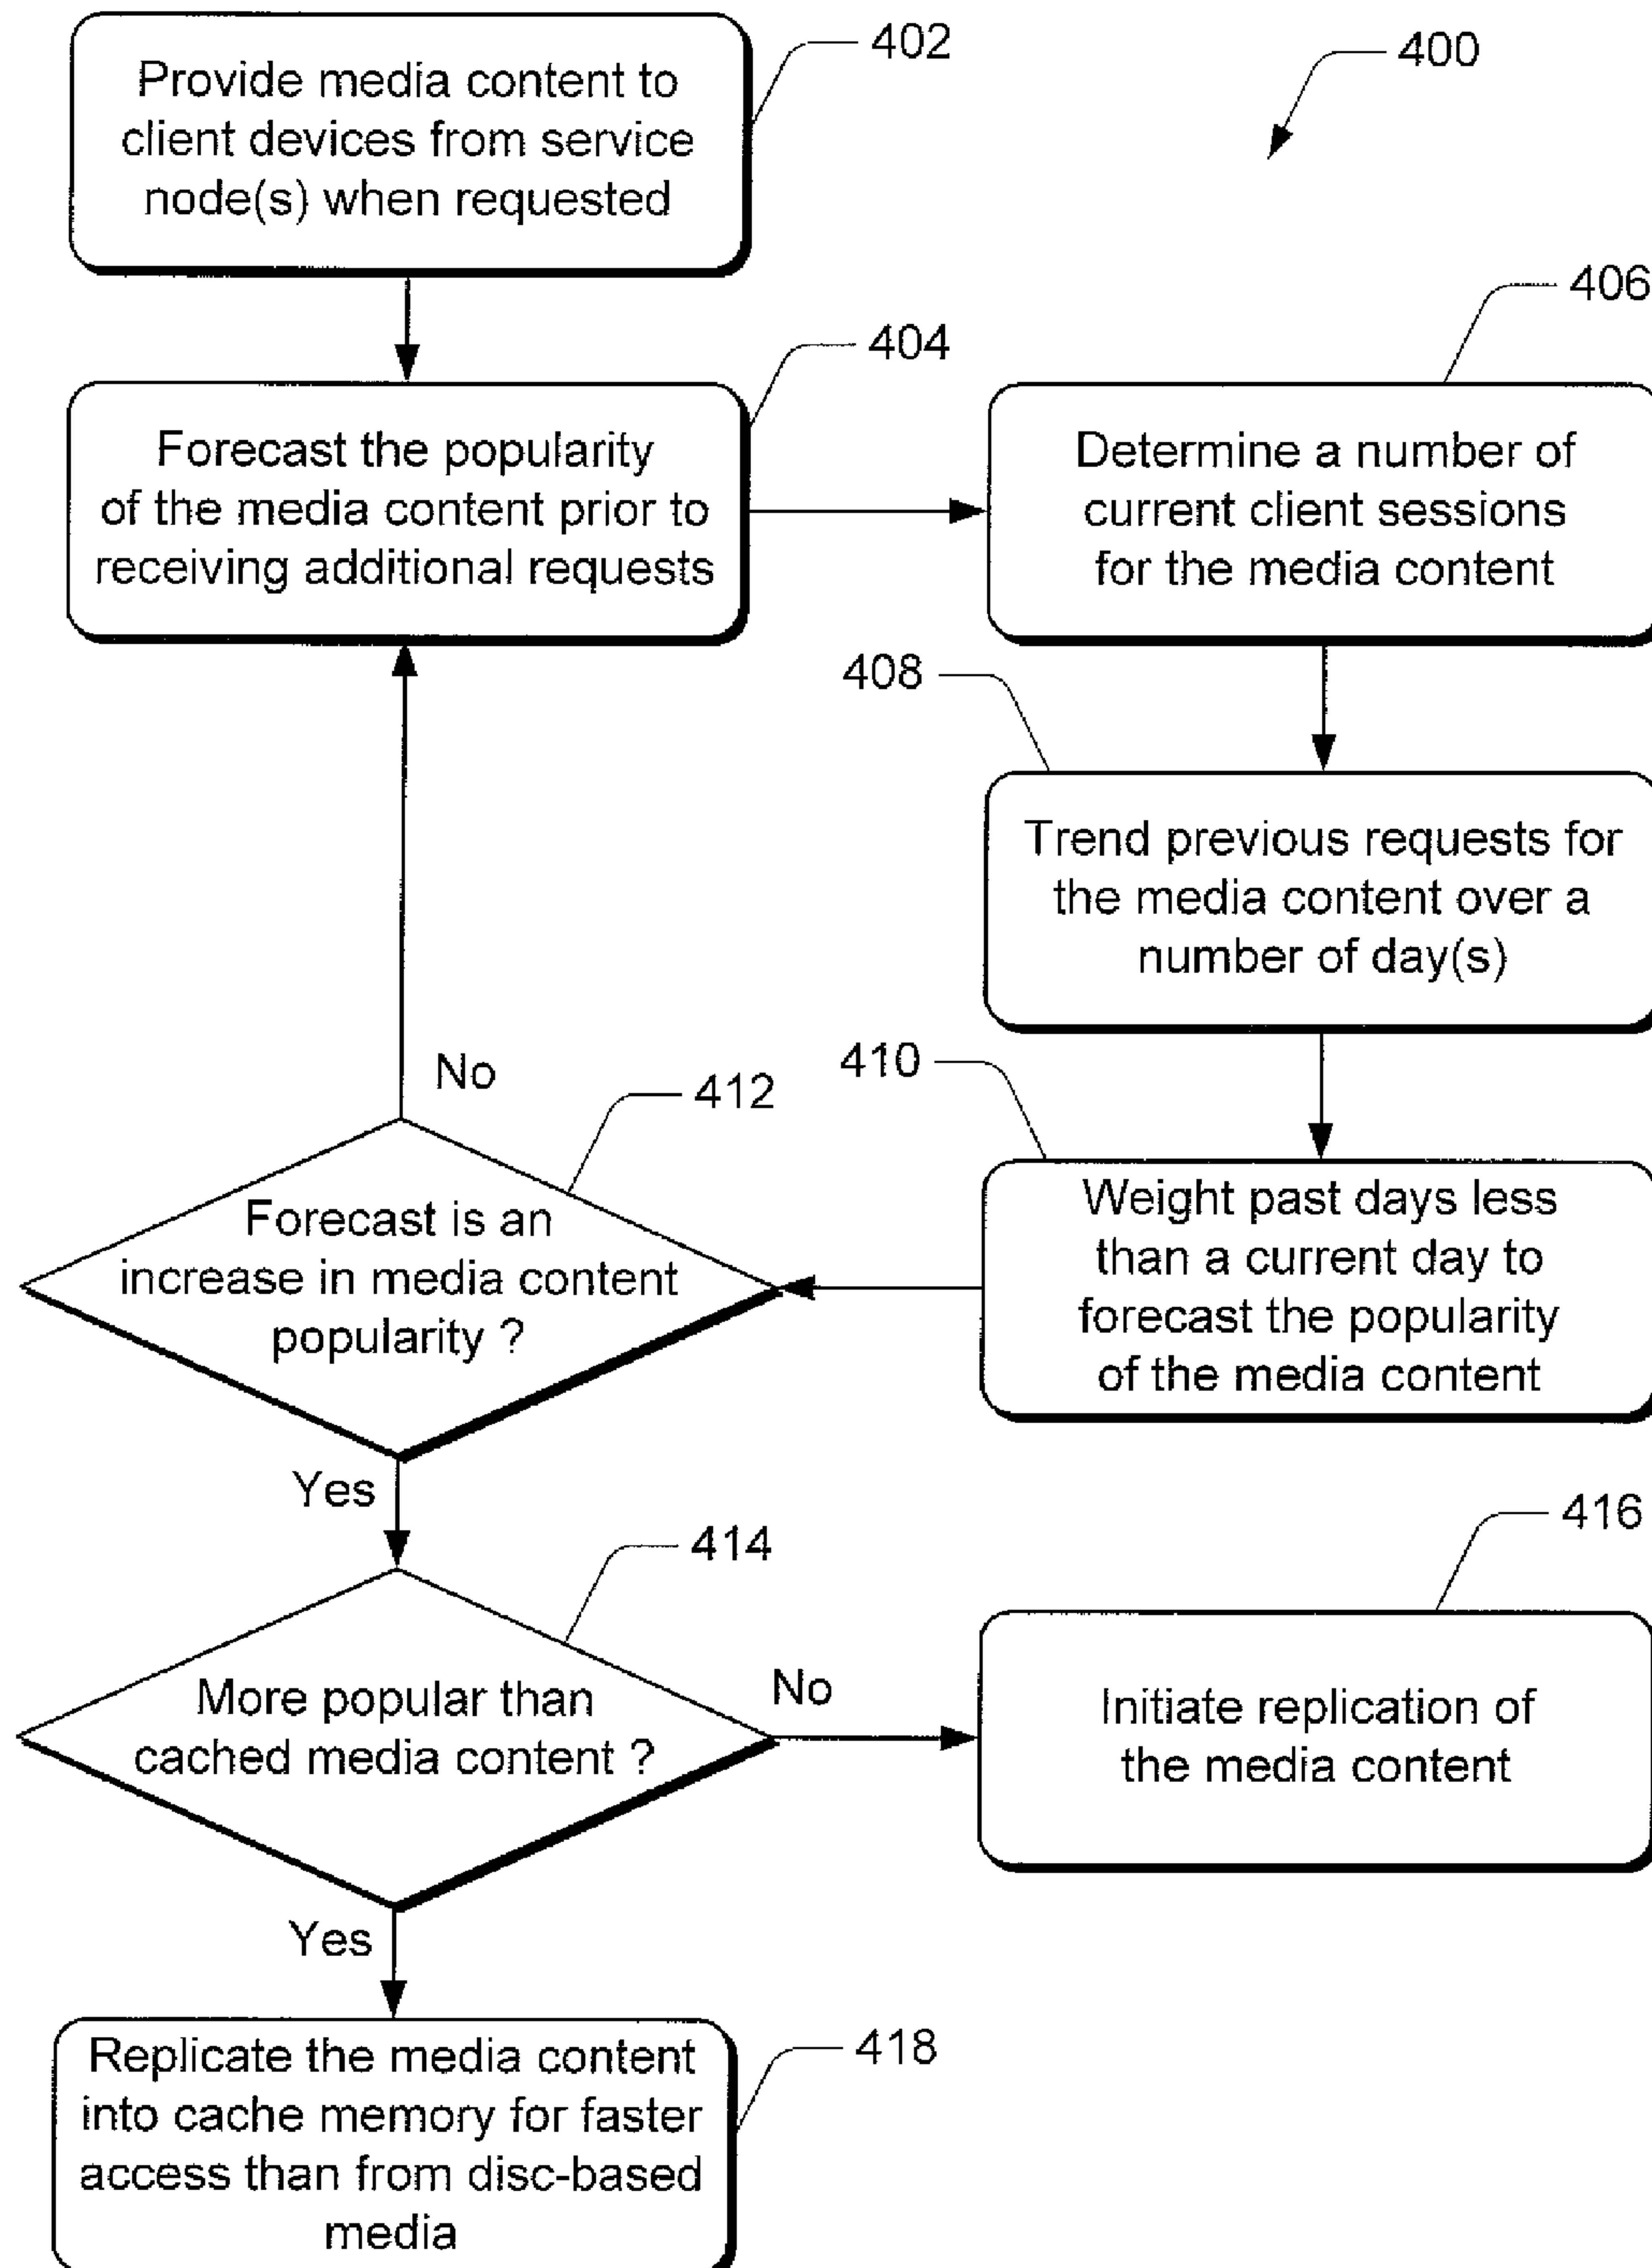 402
400
Provide media content to
client devices from service
node(s) when requested
404
406
Forecast the popularity
of the media content prior to
receiving additional requests
Determine a number of
current client sessions
for the media content
408
Trend previous requests for
the media content over a
number of day(s)
410
Weight past days less
than a current day to
forecast the popularity
of the media content
No
412
Forecast is an
increase in media content
popularity ?
Yes
414
More popular than
cached media content ?
No
416
Initiate replication of
the media content
Yes
418
Replicate the media content
into cache memory for faster
access than from disc-based
media